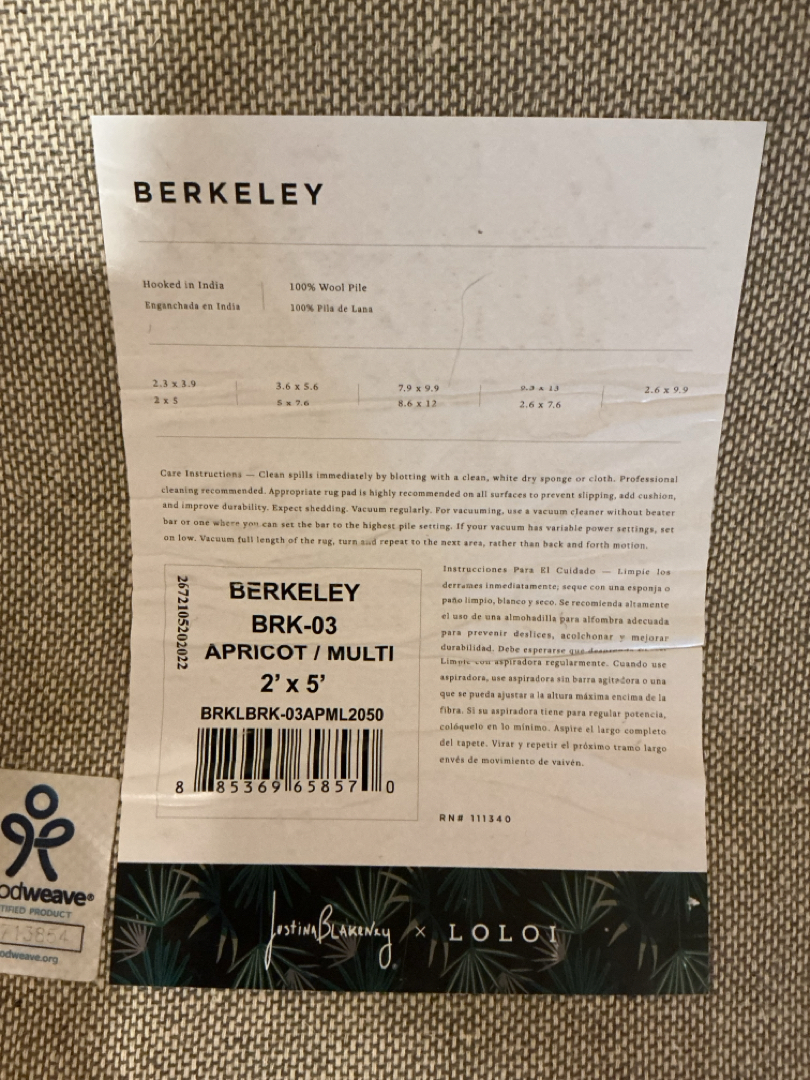 BERKELEY
Hooked in India
100% Wool Pile
Enganchada en India
100% Pila de Lana
2.3 x 3.9
3.6 x 5.6
7.9 x 9.9
9.3 x 13
2.6 x 9.9
2 x 5
5 x 7.6
8.6 x 12
2.6 x 7.6
Care Instructions — Clean spills immediately by blotting with a clean, white dry sponge or cloth. Professional
cleaning recommended. Appropriate rug pad is highly recommended on all surfaces to prevent slipping, add cushion,
and improve durability. Expect shedding. Vacuum regularly. For vacuuming, use a vacuum cleaner without beater
bar or one where you can set the bar to the highest pile setting. If your vacuum has variable power settings, set
on low. Vacuum full length of the rug, turn and repeat to the next area, rather than back and forth motion.
2672105202022
BERKELEY
BRK-03
APRICOT / MULTI
2' x 5'
BRKLBRK-03APML2050
8 85369 65857 0
Instrucciones Para El Cuidado — Limpie los
derrames inmediatamente; seque con una esponja o
paño limpio, blanco y seco. Se recomienda altamente
el uso de una almohadilla para alfombra adecuada
para prevenir deslices, acolchonar y mejorar
durabilidad. Debe esperarse que
Limpie con aspiradora regularmente. Cuando use
aspiradora, use aspiradora sin barra agitadora o una
que se pueda ajustar a la altura máxima encima de la
fibra. Si su aspiradora tiene para regular potencia,
colóquelo en lo mínimo. Aspire el largo completo
del tapete. Virar y repetir el próximo tramo largo
envés de movimiento de vaivén.
RN# 111340
odweave®
TIFIED PRODUCT
odweave.org
Justina Blakeney ® × LOLOI